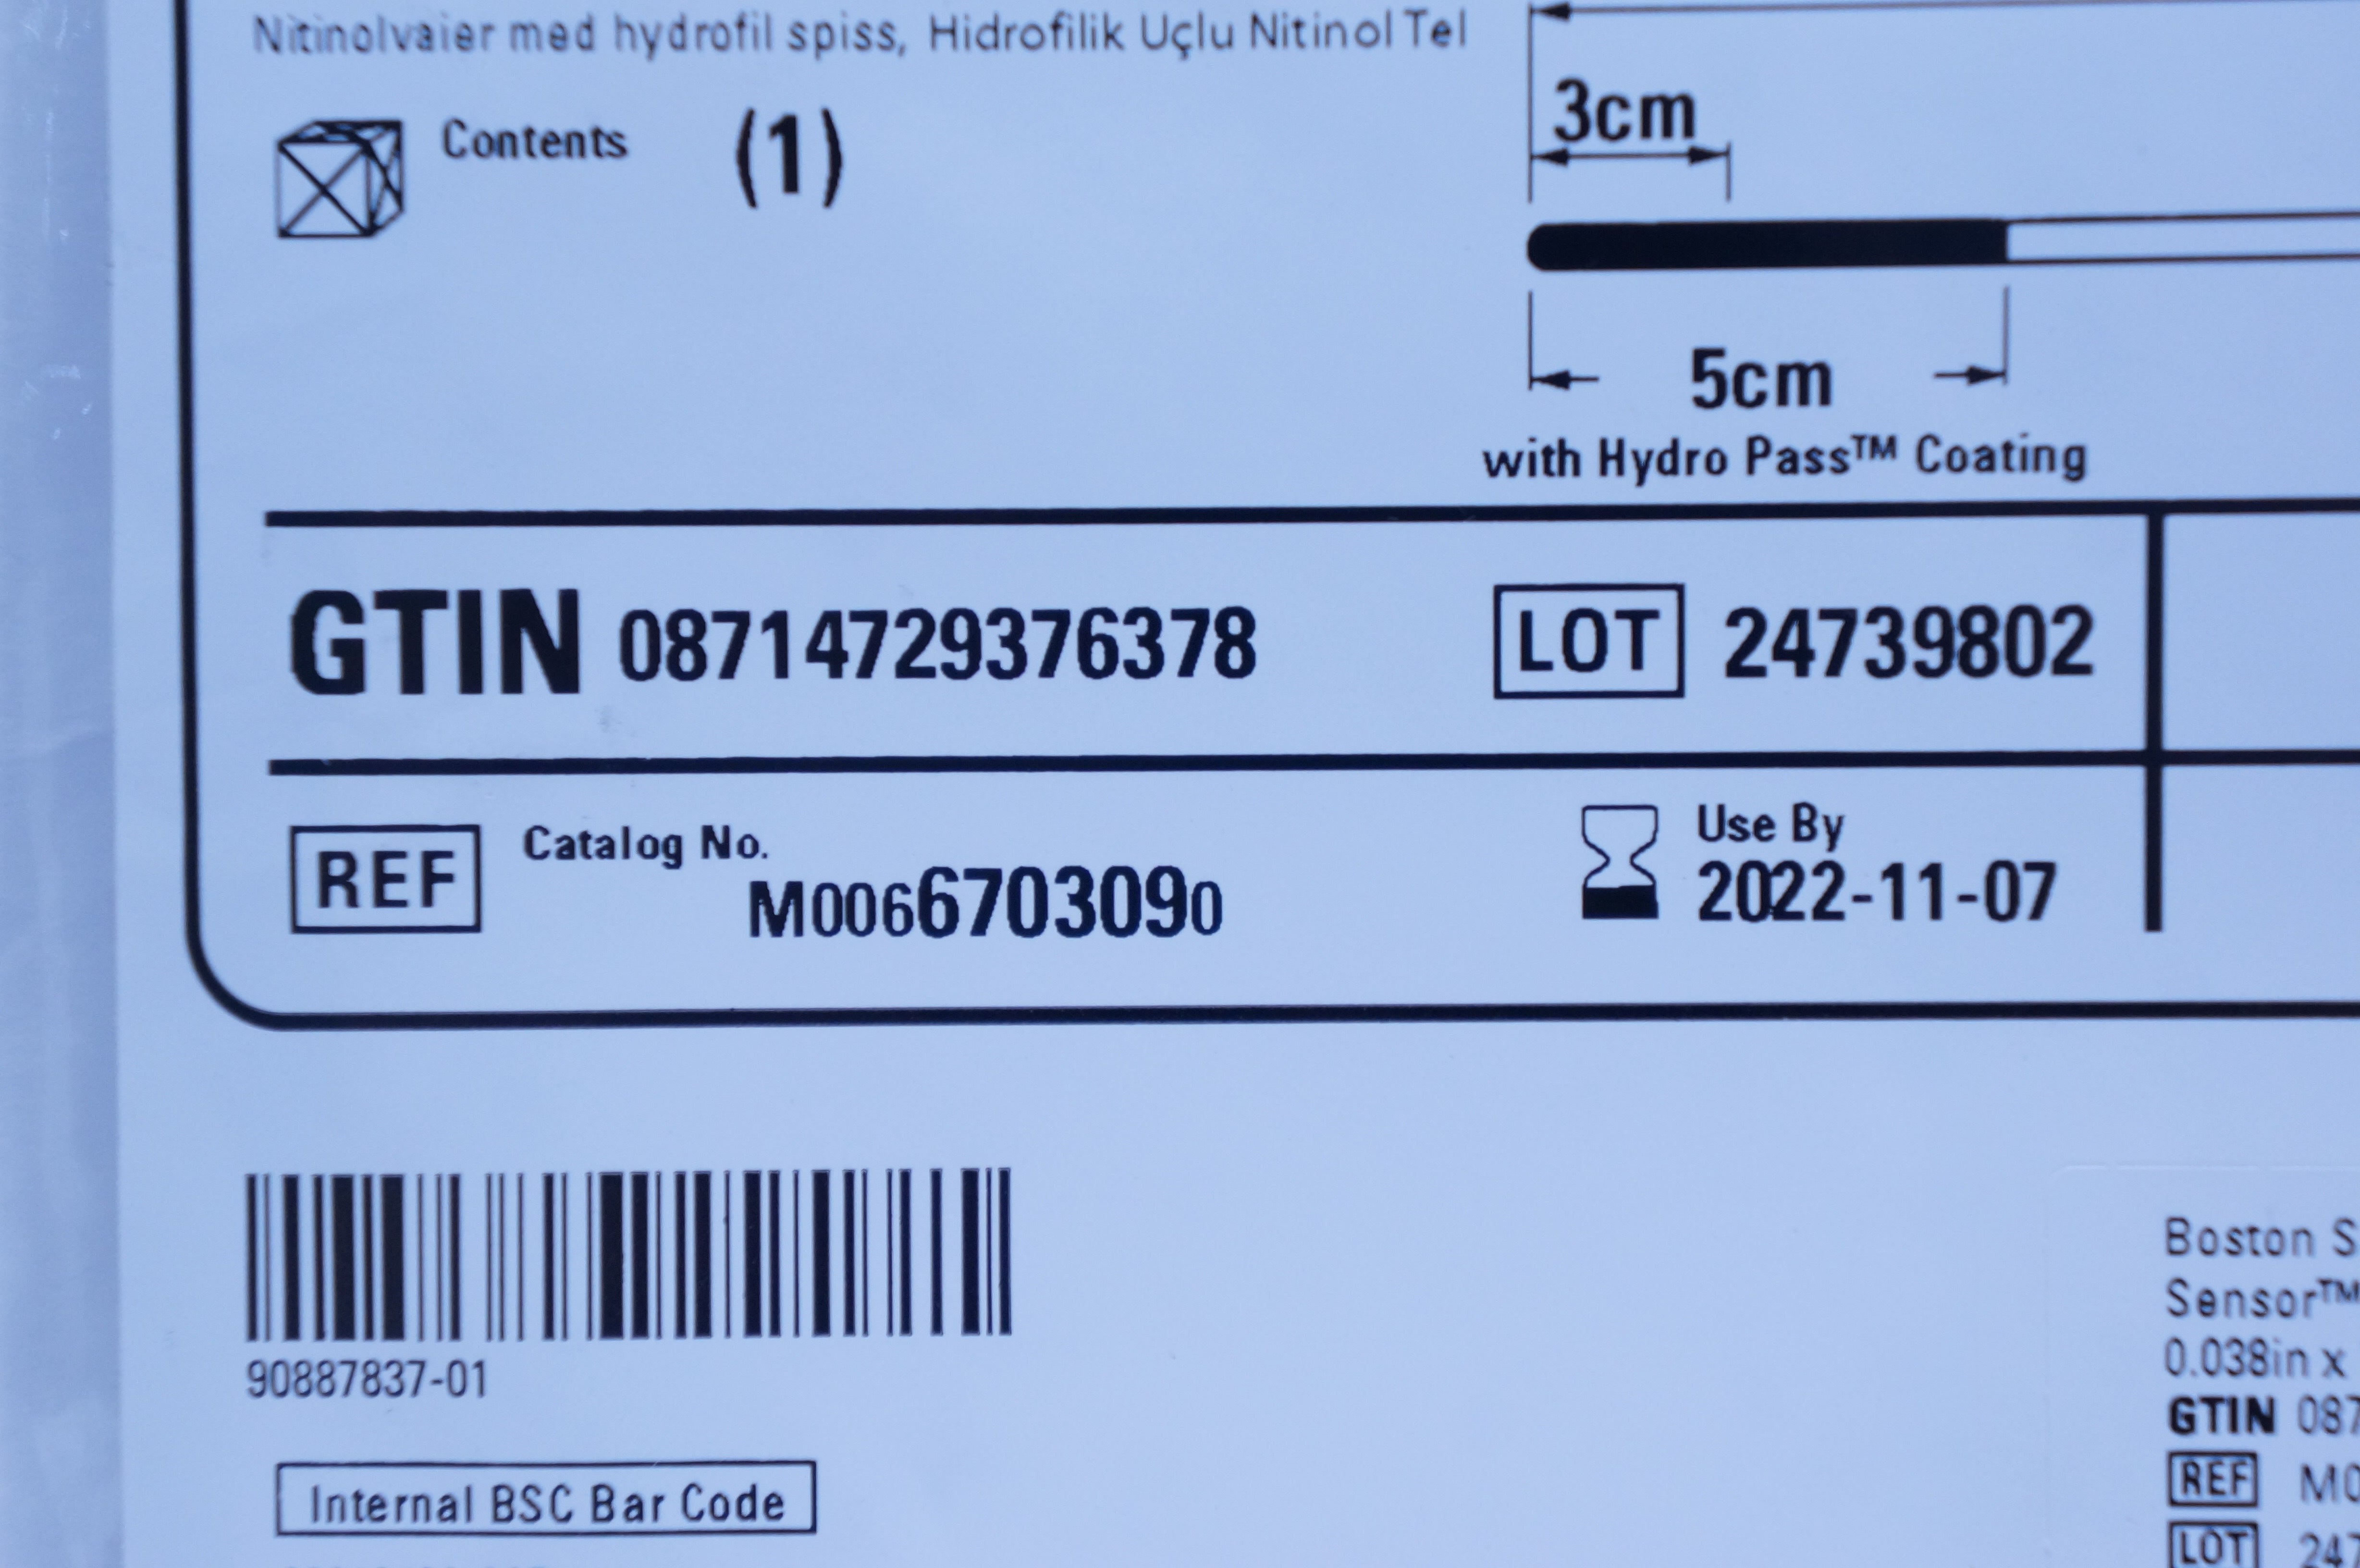 Nitinolvaier med hydrofil spiss, Hidrofilik Uçlu Nitinol Tel
Contents (1)
3cm
5cm
with Hydro Pass™ Coating
GTIN 08714729376378
LOT 24739802
REF Catalog No.
M0066703090
Use By
2022-11-07
90887837-01
Internal BSC Bar Code
Boston S
Sensor™
0.038in x
GTIN 087
REF M0
LOT 247